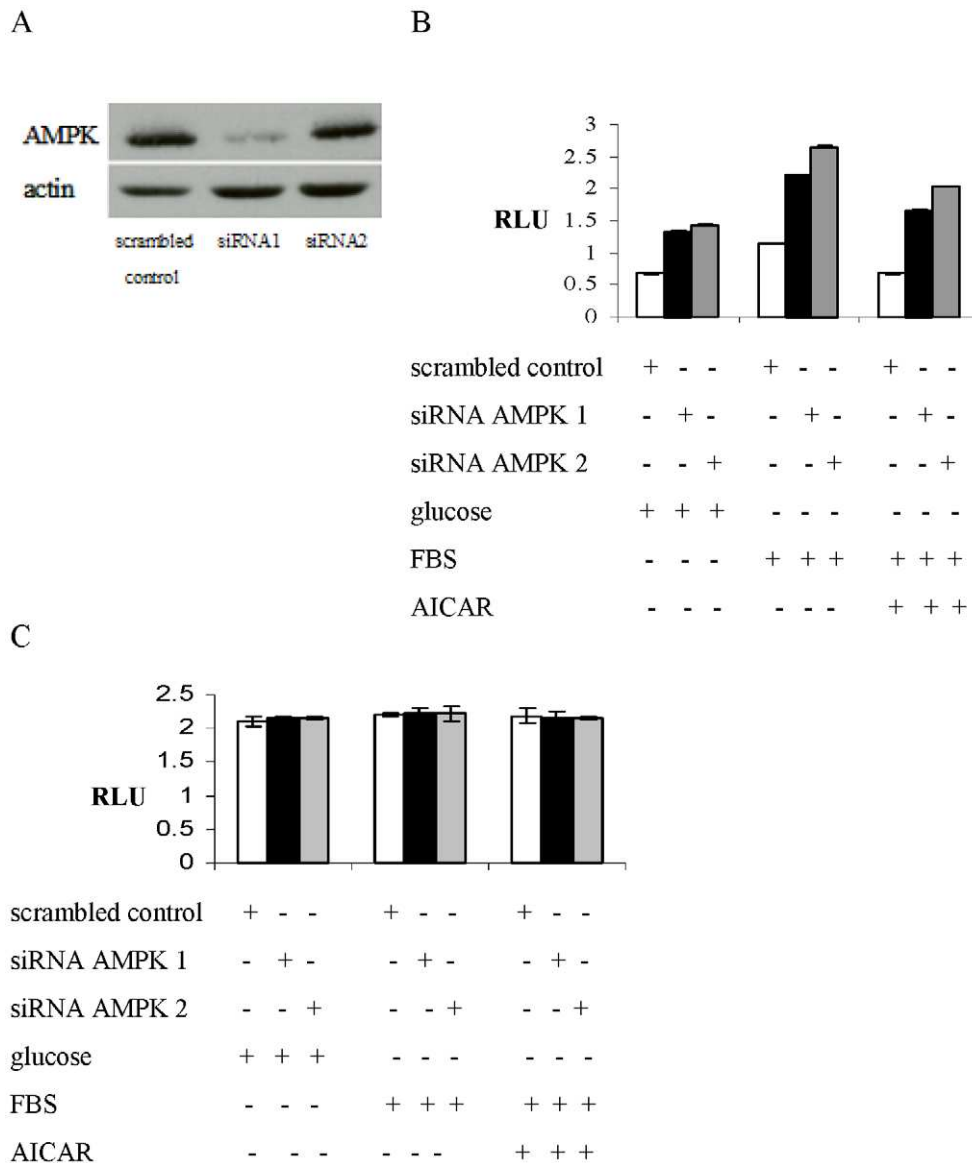 A
AMPK
actin
scrambled control
siRNA1
siRNA2
B
3
2.5
2
1.5
1
0.5
0
RLU
scrambled control + - - + - - + - -
siRNA AMPK 1 - + - - + - - + -
siRNA AMPK 2 - - + - - + - - +
glucose + + + - - - - - -
FBS - - - + + + + + +
AICAR - - - - - - + + +
C
2.5
2
1.5
1
0.5
0
RLU
scrambled control + - - + - - + - -
siRNA AMPK 1 - + - - + - - + -
siRNA AMPK 2 - - + - - + - - +
glucose + + + - - - - - -
FBS - - - + + + + + +
AICAR - - - - - - + + +